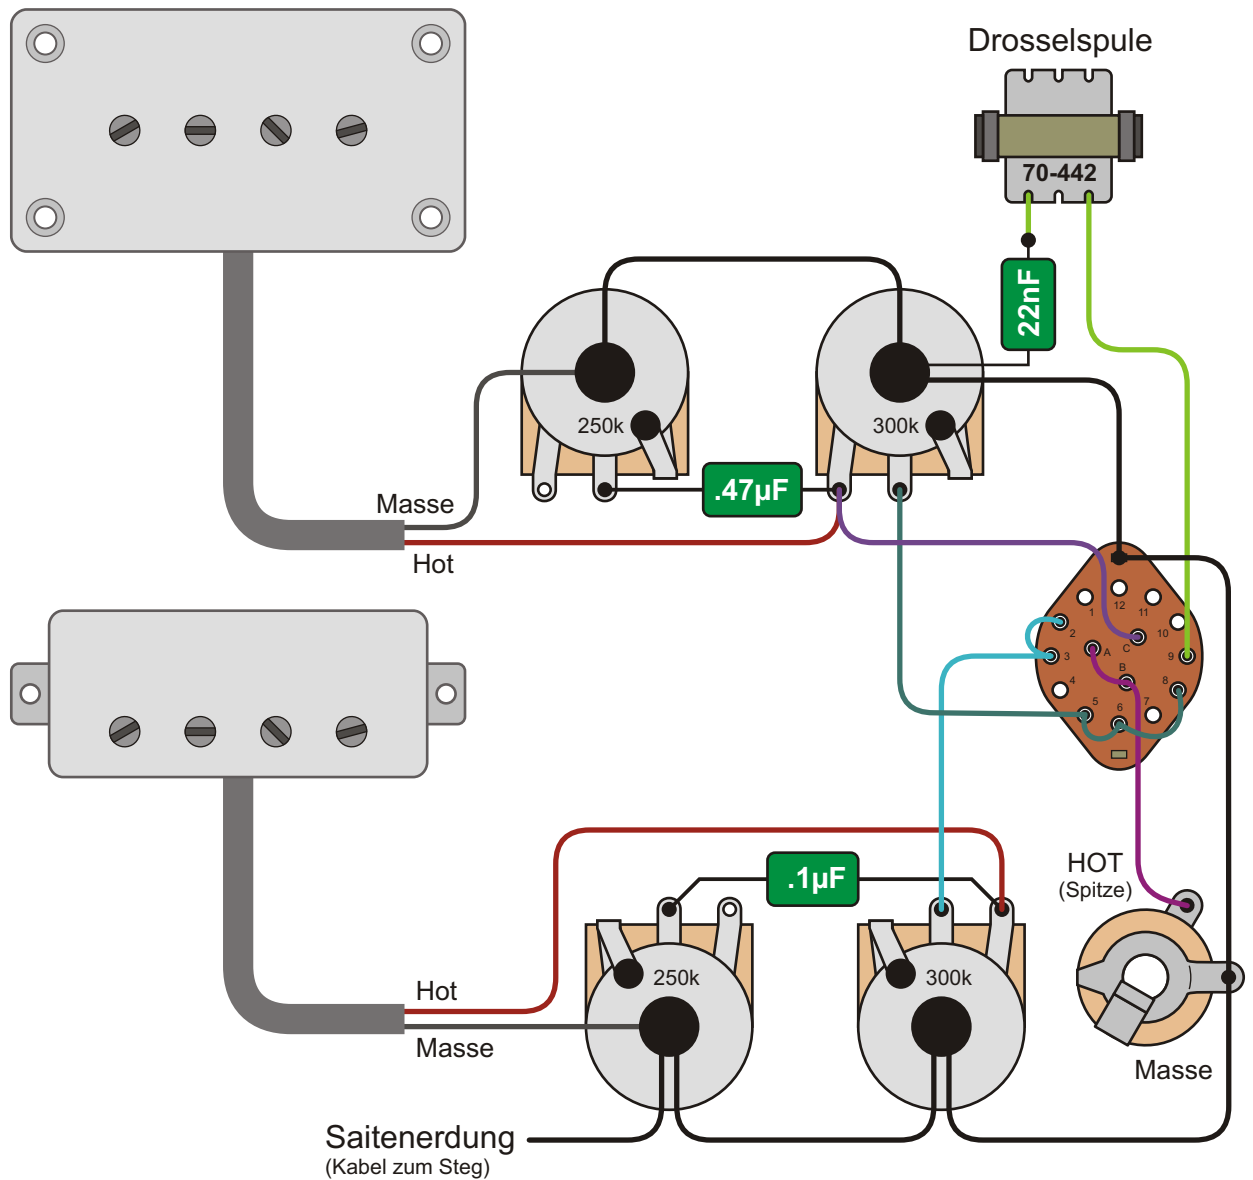 Drosselspule
70-442
22nF
250k
300k
.47µF
Masse
Hot
12
1
11
2
10
C
3
A
9
B
8
4
5
6
7
HOT
(Spitze)
.1µF
250k
300k
Hot
Masse
Masse
Saitenerdung
(Kabel zum Steg)